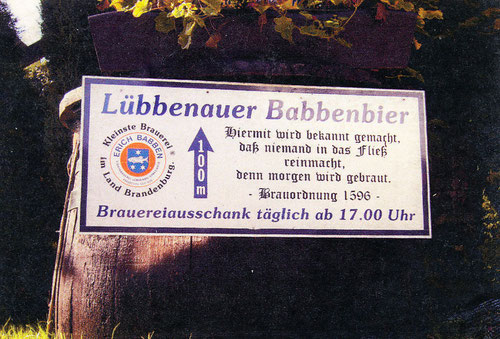 Lübbenauer Babbenbier
Kleinste Brauerei
im Land Brandenburg.
ERICH BABBEN
100 m
Hiermit wird bekannt gemacht,
daß niemand in das Fließ
reinmacht,
denn morgen wird gebraut.
- Brauordnung 1596 -
Brauereiausschank täglich ab 17.00 Uhr